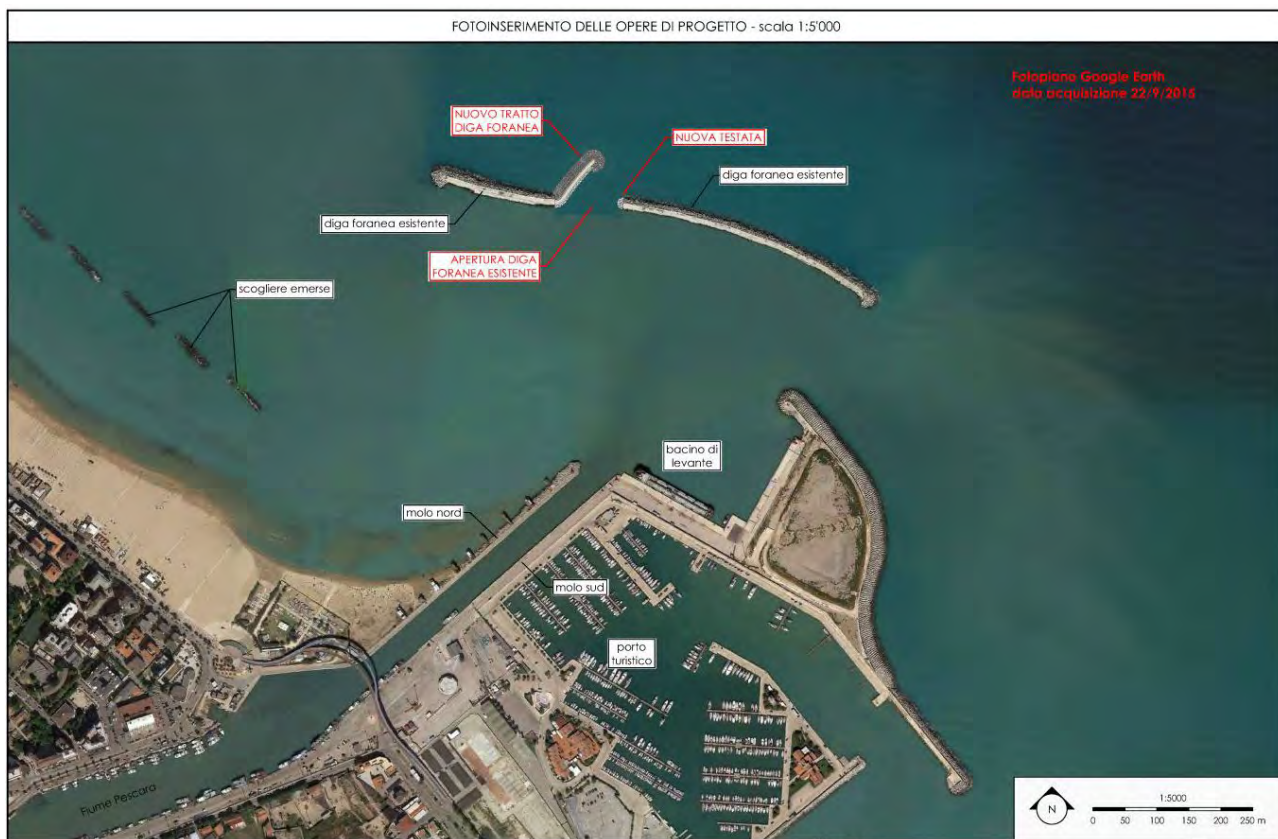 FOTOINSERIMENTO DELLE OPERE DI PROGETTO - scala 1:5'000
Fotopiano Google Earth
data acquisizione 22/9/2015
NUOVO TRATTO
DIGA FORANEA
NUOVA TESTATA
diga foranea esistente
diga foranea esistente
APERTURA DIGA
FORANEA ESISTENTE
scogliere emerse
bacino di
levante
molo nord
molo sud
porto
turistico
Fiume Pescara
N
1:5000
0 50 100 150 200 250 m